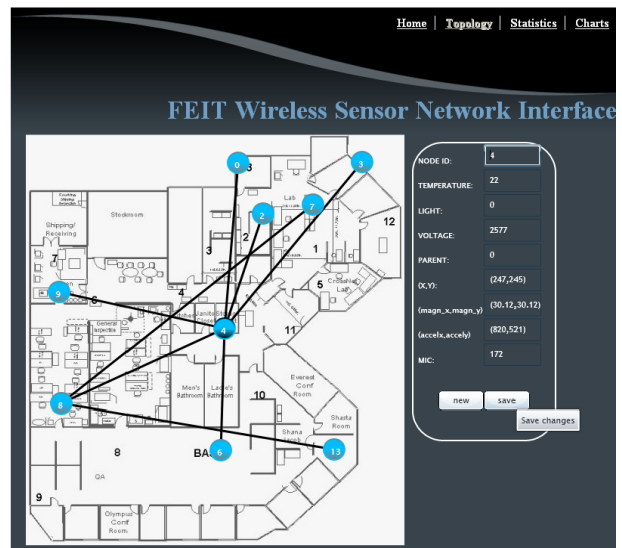 Home | Topology | Statistics | Charts
FEIT Wireless Sensor Network Interface
NODE ID: 4
TEMPERATURE: 22
LIGHT: 0
VOLTAGE: 2577
PARENT: 0
(X,Y): (247,245)
(magn_x,magn_y) (30.12,30.12)
(accelx,accely) (820,521)
MIC: 172
new save
Save changes
0 3 3
Lab
2 7
12
Stockroom
Shipping/
Receiving
3 2 1
7
5
9 6 4
General
Inspection
4
11
Men's
Bathroom
Ladie's
Bathroom
10
Everest
Conf
Room
8
Shasta
Room
Shana
8 BA 6 13
QA
9
Olympus
Conf
Room